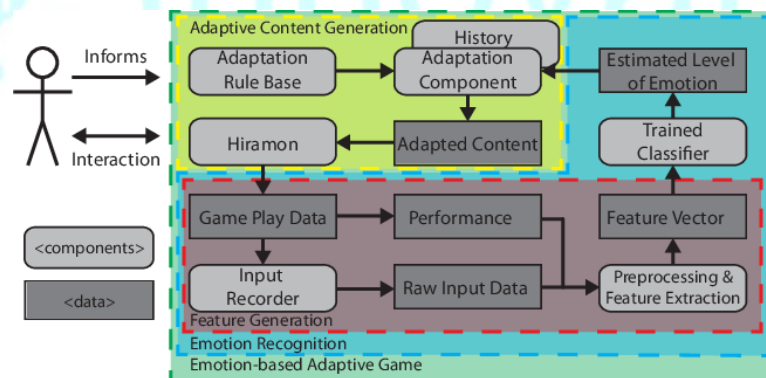 Adaptive Content Generation
History
Informs
Adaptation
Rule Base
Adaptation
Component
Estimated Level
of Emotion
Interaction
Hiramon
Adapted Content
Trained
Classifier
<components>
Game Play Data
Performance
Feature Vector
<data>
Input
Recorder
Raw Input Data
Preprocessing &
Feature Extraction
Feature Generation
Emotion Recognition
Emotion-based Adaptive Game